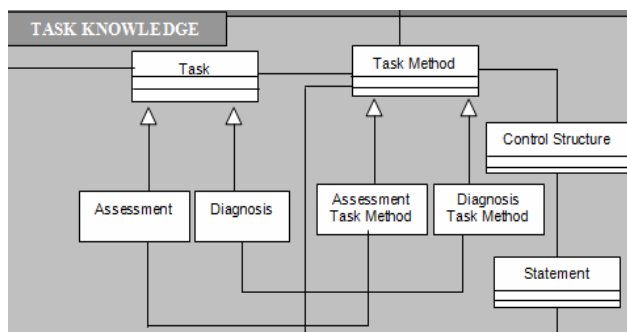 TASK KNOWLEDGE
Task
Task Method
Control Structure
Assessment
Diagnosis
Assessment
Task Method
Diagnosis
Task Method
Statement